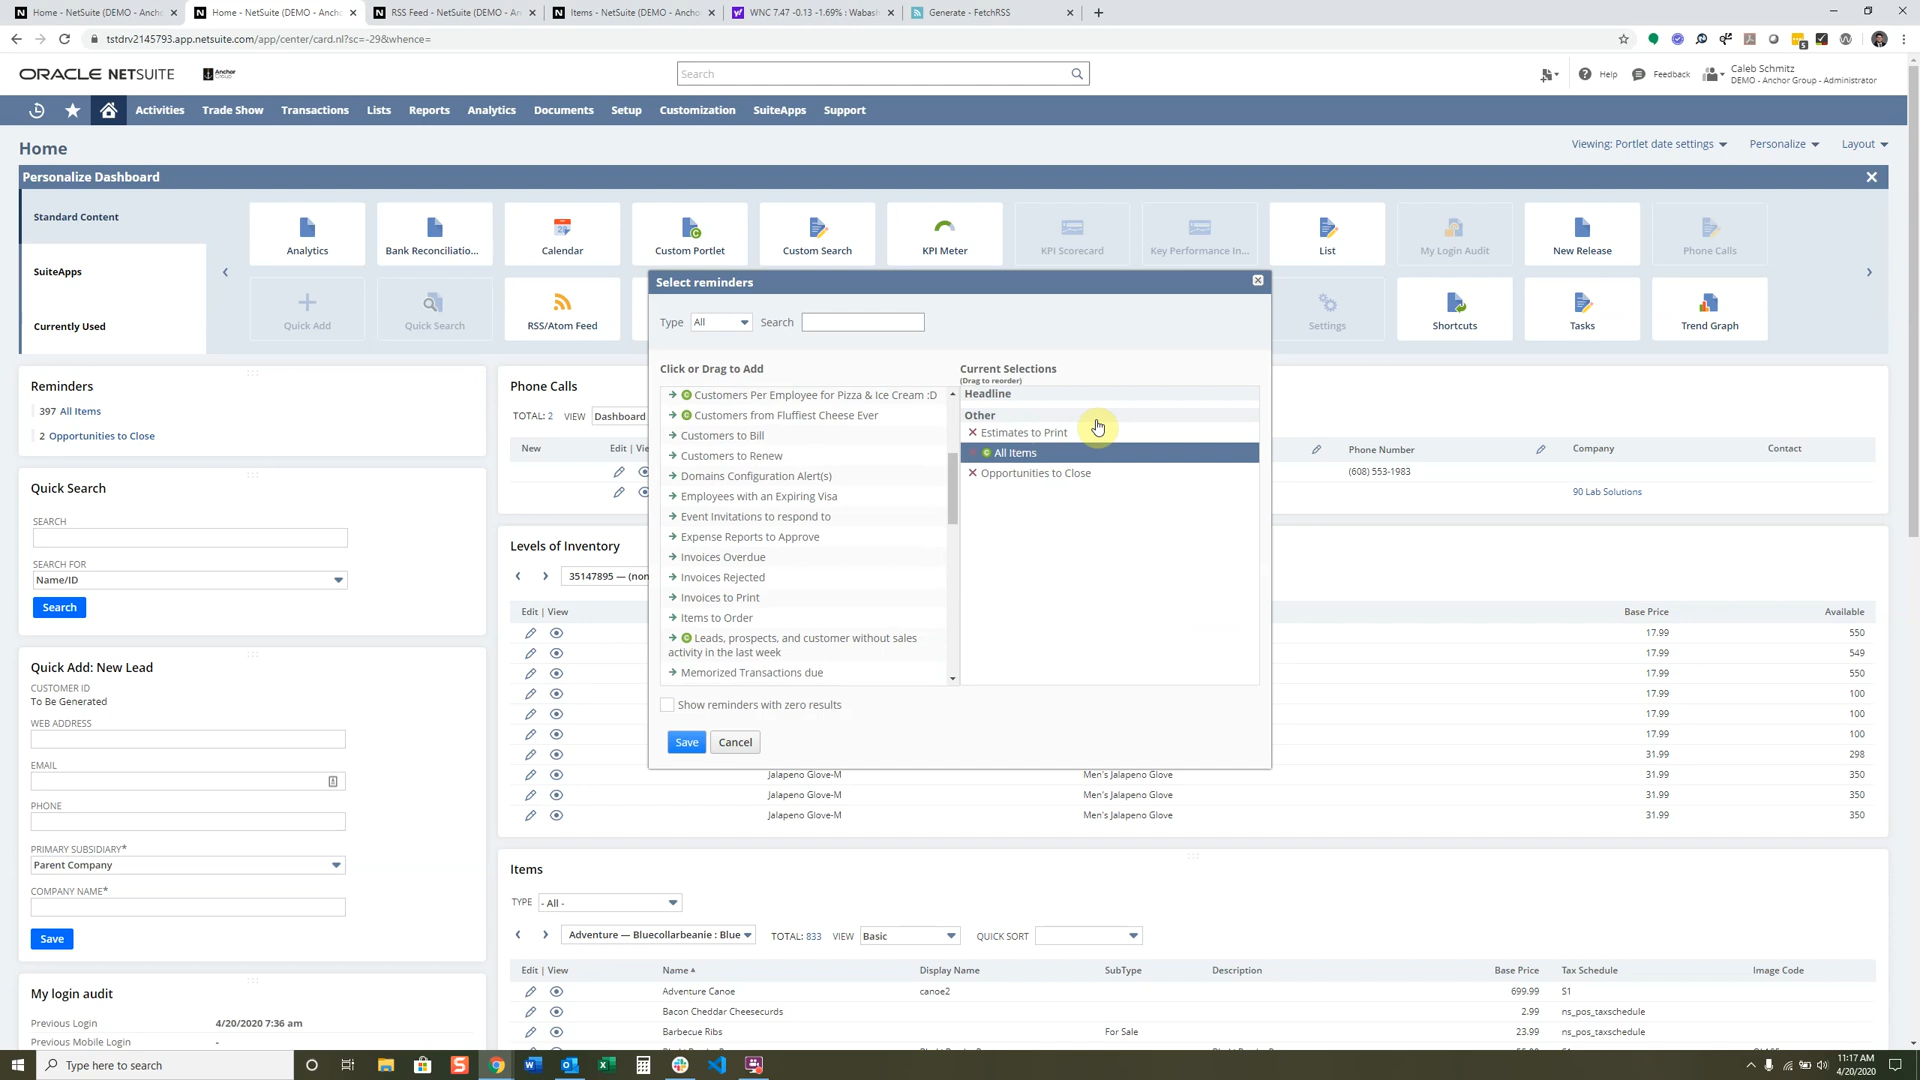 Home - NetSuite (DEMO - Ancho
Home - NetSuite (DEMO - Ancho
RSS Feed - NetSuite (DEMO - Anch
Items - NetSuite (DEMO - Anchor
WNC 7.47 -0.13 -1.69% : Wabash
Generate - FetchRSS
tstdrv2145793.app.netsuite.com/app/center/card.nl?sc=-29&whence=
ORACLE NETSUITE
Anchor Group
Search
Help
Feedback
Caleb Schmitz
DEMO - Anchor Group - Administrator
Activities Trade Show Transactions Lists Reports Analytics Documents Setup Customization SuiteApps Support
Home
Viewing: Portlet date settings
Personalize
Layout
Personalize Dashboard
Standard Content
SuiteApps
Currently Used
Analytics
Bank Reconciliatio...
Calendar
Custom Portlet
Custom Search
KPI Meter
KPI Scorecard
Key Performance In...
List
My Login Audit
New Release
Phone Calls
Quick Add
Quick Search
RSS/Atom Feed
Settings
Shortcuts
Tasks
Trend Graph
Select reminders
Type All
Search
Click or Drag to Add
Customers Per Employee for Pizza & Ice Cream :D
Customers from Fluffiest Cheese Ever
Customers to Bill
Customers to Renew
Domains Configuration Alert(s)
Employees with an Expiring Visa
Event Invitations to respond to
Expense Reports to Approve
Invoices Overdue
Invoices Rejected
Invoices to Print
Items to Order
Leads, prospects, and customer without sales
activity in the last week
Memorized Transactions due
Current Selections
(Drag to reorder)
Headline
Other
Estimates to Print
All Items
Opportunities to Close
Show reminders with zero results
Save
Cancel
Reminders
397 All Items
2 Opportunities to Close
Quick Search
SEARCH
SEARCH FOR
Name/ID
Search
Quick Add: New Lead
CUSTOMER ID
To Be Generated
WEB ADDRESS
EMAIL
PHONE
PRIMARY SUBSIDIARY*
Parent Company
COMPANY NAME*
Save
My login audit
Previous Login 4/20/2020 7:36 am
Previous Mobile Login -
Phone Calls
TOTAL: 2 VIEW Dashboard
New Edit | Vi
Phone Number Company Contact
(608) 553-1983
90 Lab Solutions
Levels of Inventory
35147895 — (non
Edit | View Base Price Available
17.99 550
17.99 549
17.99 550
17.99 100
17.99 100
17.99 100
31.99 298
Jalapeno Glove-M Men's Jalapeno Glove 31.99 350
Jalapeno Glove-M Men's Jalapeno Glove 31.99 350
Jalapeno Glove-M Men's Jalapeno Glove 31.99 350
Items
TYPE - All -
Adventure — Bluecollarbeanie : Blue
TOTAL: 833 VIEW Basic QUICK SORT
Edit | View Name Display Name SubType Description Base Price Tax Schedule Image Code
Adventure Canoe canoe2 699.99 S1
Bacon Cheddar Cheesecurds 2.99 ns_pos_taxschedule
Barbecue Ribs For Sale 23.99 ns_pos_taxschedule
Type here to search
11:17 AM
4/20/2020